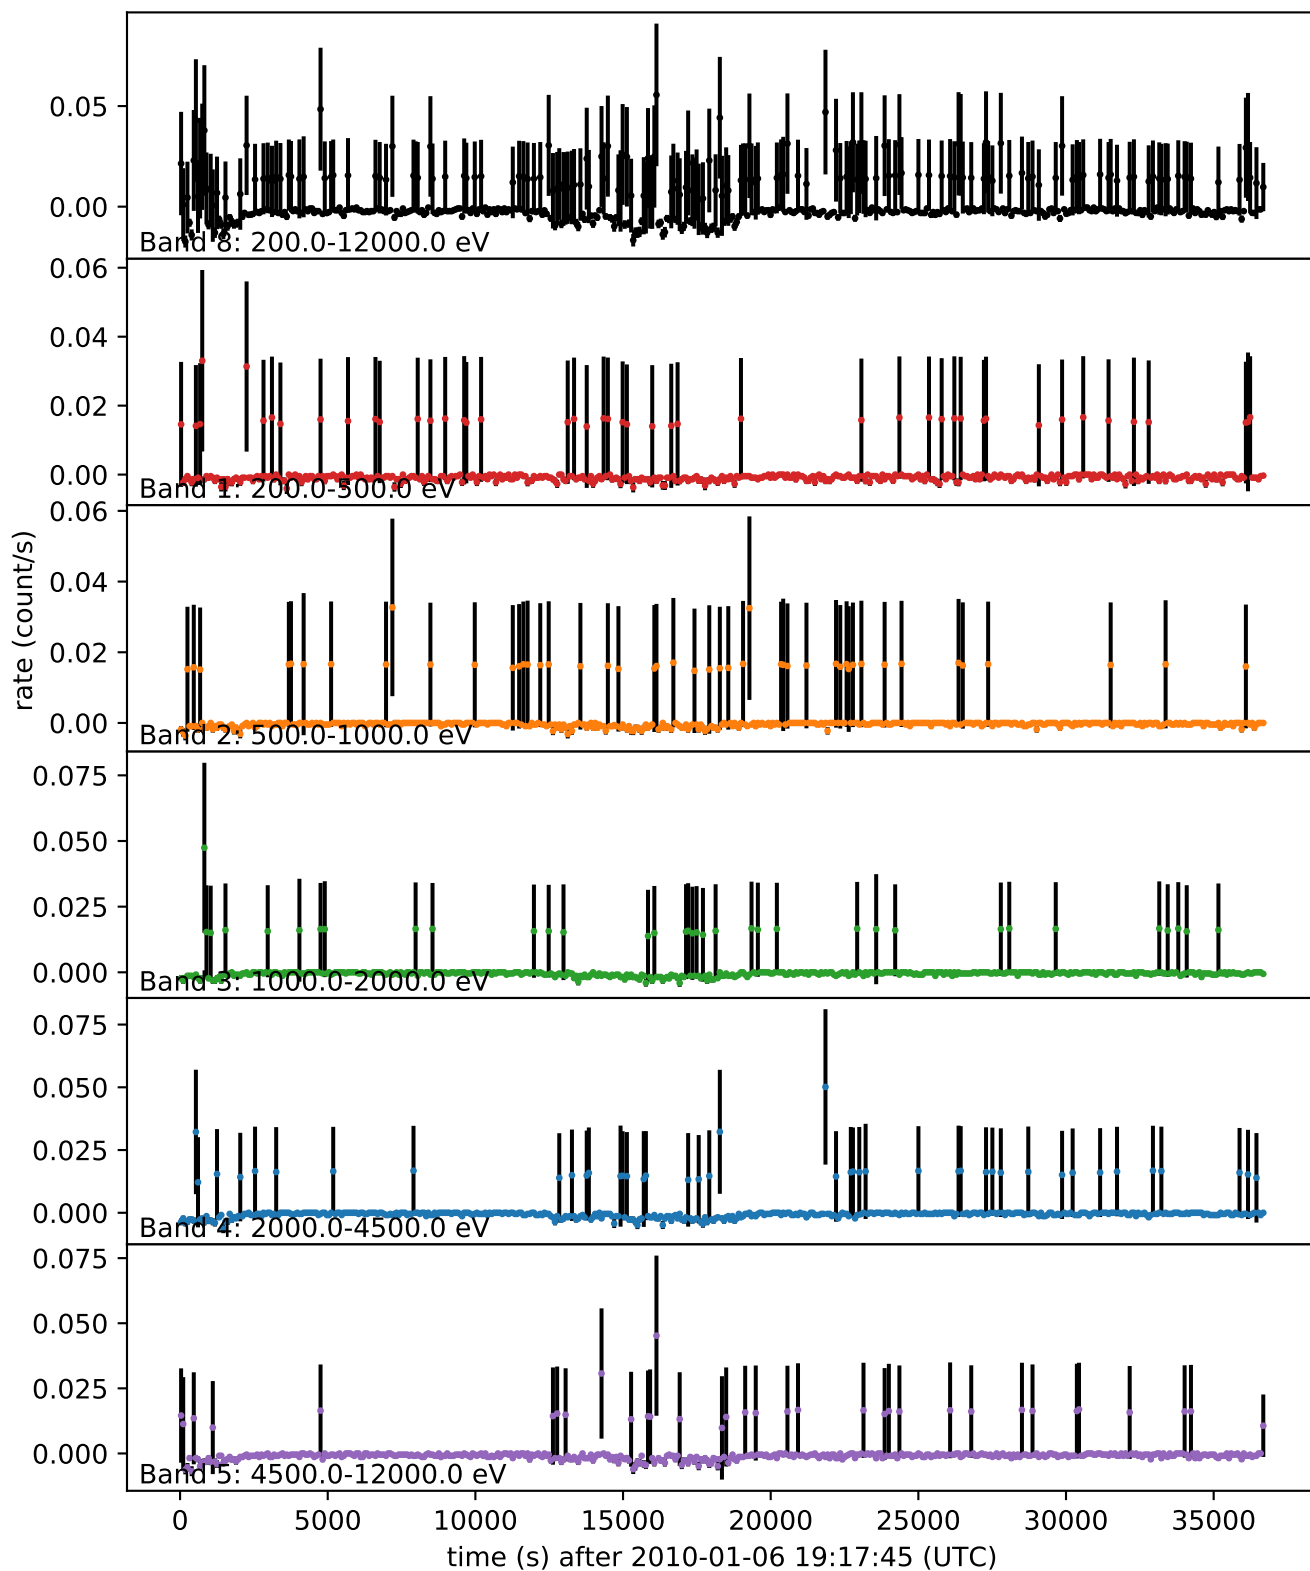 0.05
0.00
Band 8: 200.0-12000.0 eV
0.06
0.04
0.02
0.00
Band 1: 200.0-500.0 eV
0.06
0.04
0.02
0.00
Band 2: 500.0-1000.0 eV
rate (count/s)
0.075
0.050
0.025
0.000
Band 3: 1000.0-2000.0 eV
0.075
0.050
0.025
0.000
Band 4: 2000.0-4500.0 eV
0.075
0.050
0.025
0.000
Band 5: 4500.0-12000.0 eV
0 5000 10000 15000 20000 25000 30000 35000
time (s) after 2010-01-06 19:17:45 (UTC)